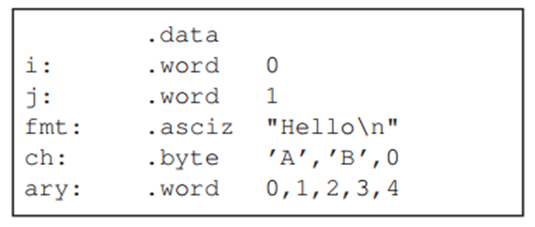 .data
i: .word 0
j: .word 1
fmt: .asciz "Hello\n"
ch: .byte ’A’,’B’,0
ary: .word 0,1,2,3,4